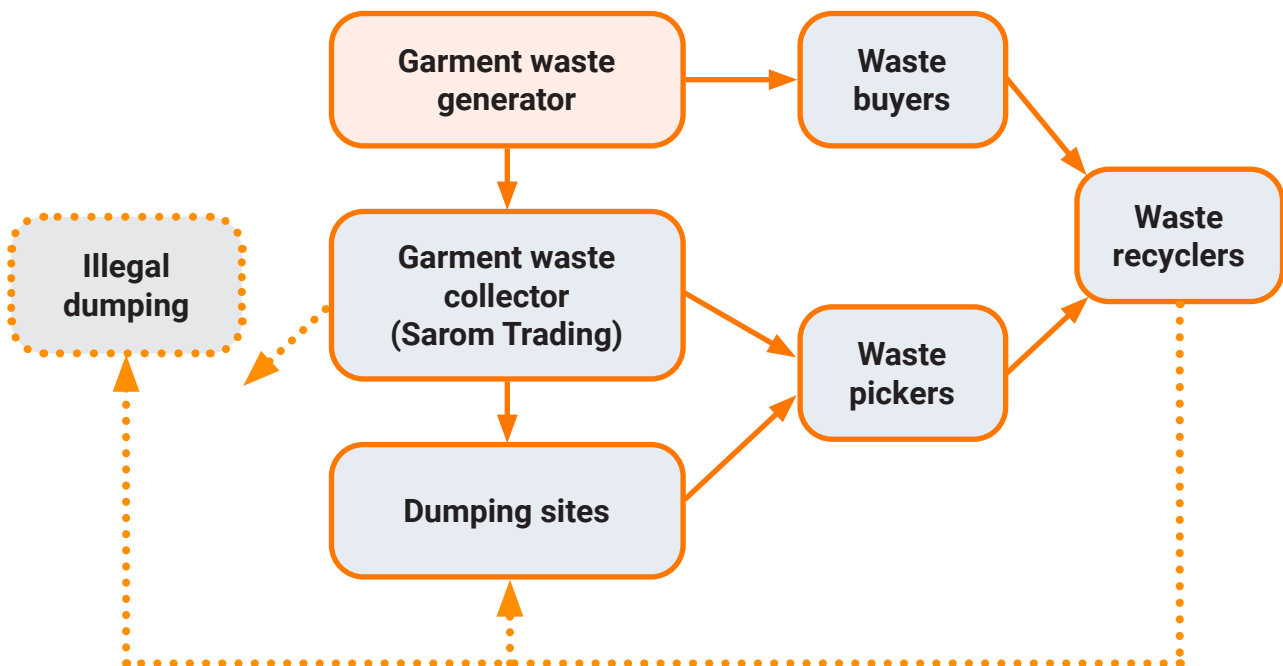 Garment waste
generator
Waste
buyers
Illegal
dumping
Garment waste
collector
(Sarom Trading)
Waste
recyclers
Waste
pickers
Dumping sites